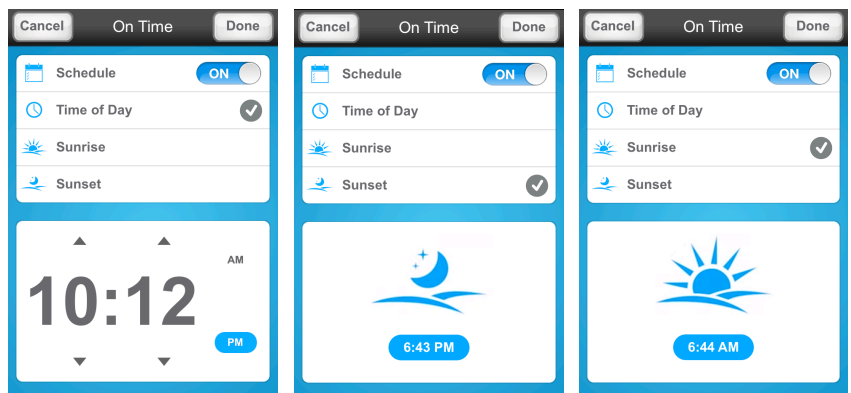 Cancel On Time Done
Schedule ON
Time of Day
Sunrise
Sunset
AM
10:12
PM
Cancel On Time Done
Schedule ON
Time of Day
Sunrise
Sunset
6:43 PM
Cancel On Time Done
Schedule ON
Time of Day
Sunrise
Sunset
6:44 AM